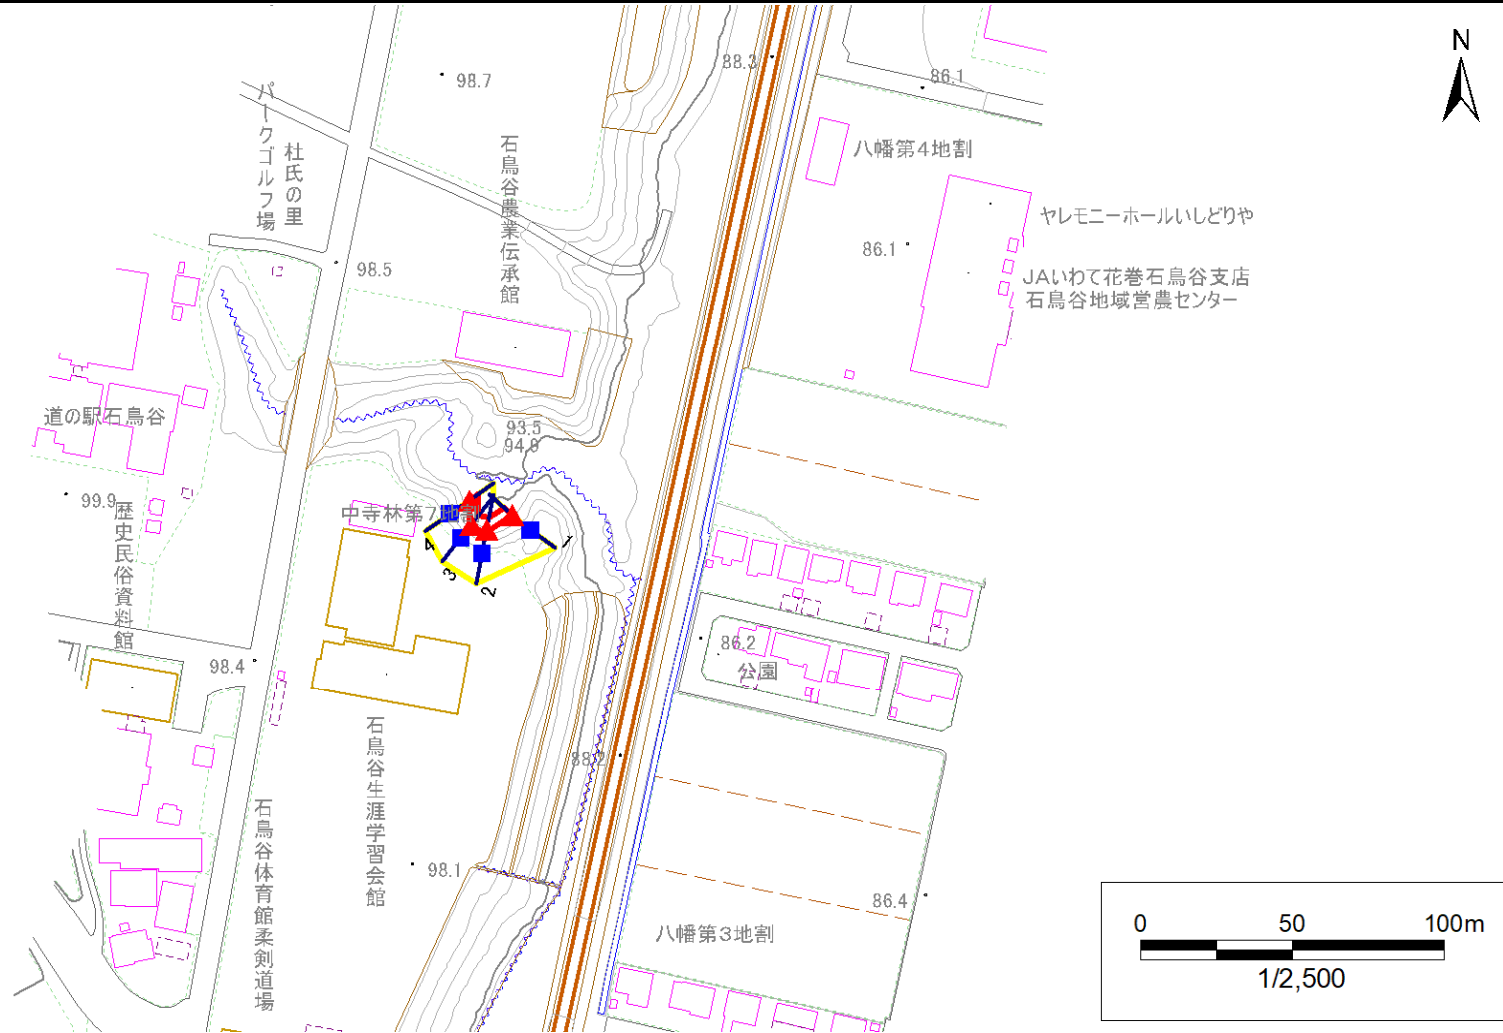 N
88.3
86.1
98.7
パークゴルフ場
杜氏の里
石鳥谷農業伝承館
八幡第4地割
ヤレモニーホールいしどりや
86.1
98.5
JAいわて花巻石鳥谷支店
石鳥谷地域営農センター
道の駅石鳥谷
93.5
94.9
99.9
歴史民俗資料館
中寺林第7地割
1
2
3
4
86.2
公園
98.4
石鳥谷生涯学習会館
88.2
石鳥谷体育館柔剣道場
98.1
86.4
八幡第3地割
0 50 100m
1/2,500